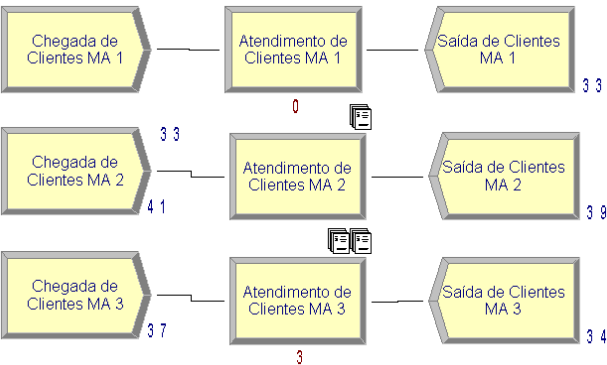 Chegada de
Clientes MA 1
Atendimento de
Clientes MA 1
Saída de Clientes
MA 1
3 3
0
3 3
Chegada de
Clientes MA 2
Atendimento de
Clientes MA 2
Saída de Clientes
MA 2
4 1
3 9
Chegada de
Clientes MA 3
Atendimento de
Clientes MA 3
Saída de Clientes
MA 3
3 7
3 4
3